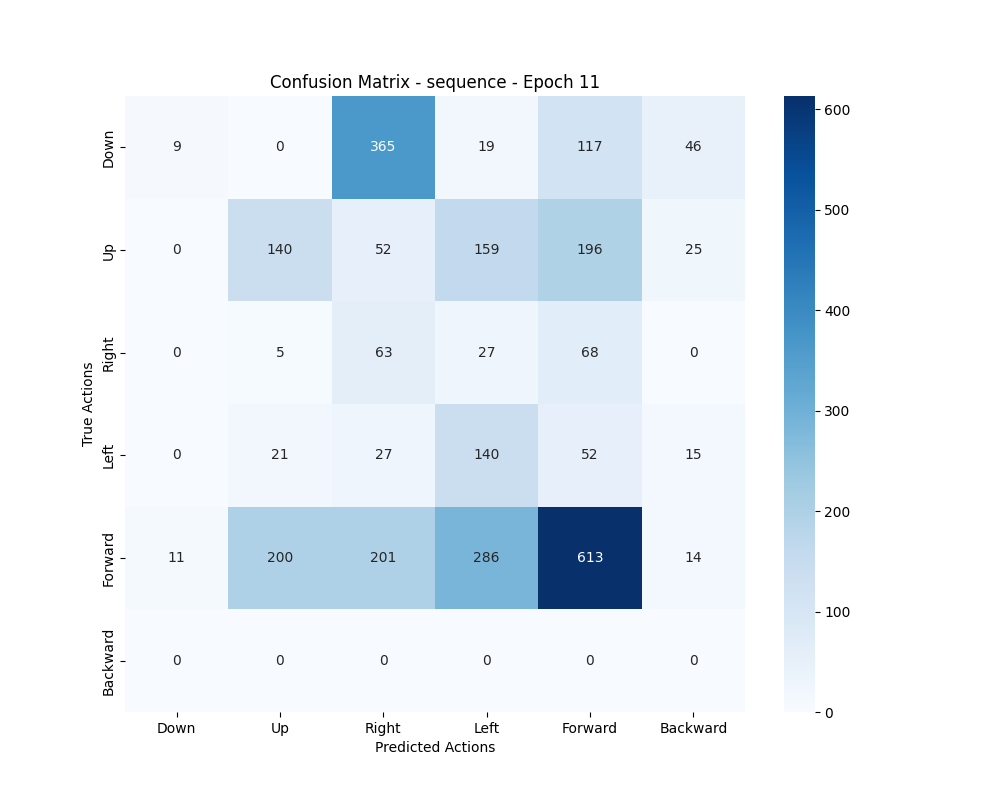 Confusion Matrix - sequence - Epoch 11
True Actions
Down 9 0 365 19 117 46
Up 0 140 52 159 196 25
Right 0 5 63 27 68 0
Left 0 21 27 140 52 15
Forward 11 200 201 286 613 14
Backward 0 0 0 0 0 0
Down Up Right Left Forward Backward
Predicted Actions
600
500
400
300
200
100
0